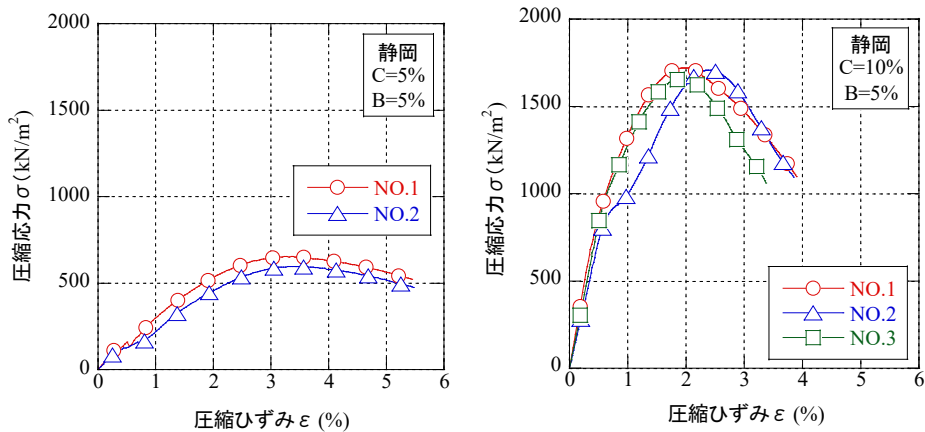 2000
1500
1000
500
0
圧縮応力σ(kN/m²)
静岡
C=5%
B=5%
NO.1
NO.2
0 1 2 3 4 5 6
圧縮ひずみε(%)
2000
1500
1000
500
0
圧縮応力σ(kN/m²)
静岡
C=10%
B=5%
NO.1
NO.2
NO.3
0 1 2 3 4 5 6
圧縮ひずみε(%)